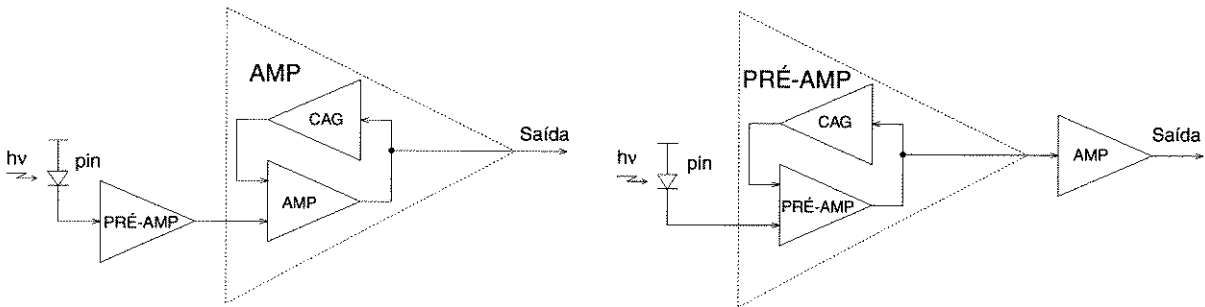 AMP
CAG
AMP
hν
pin
PRÉ-AMP
Saída
PRÉ-AMP
CAG
PRÉ-AMP
hν
pin
AMP
Saída